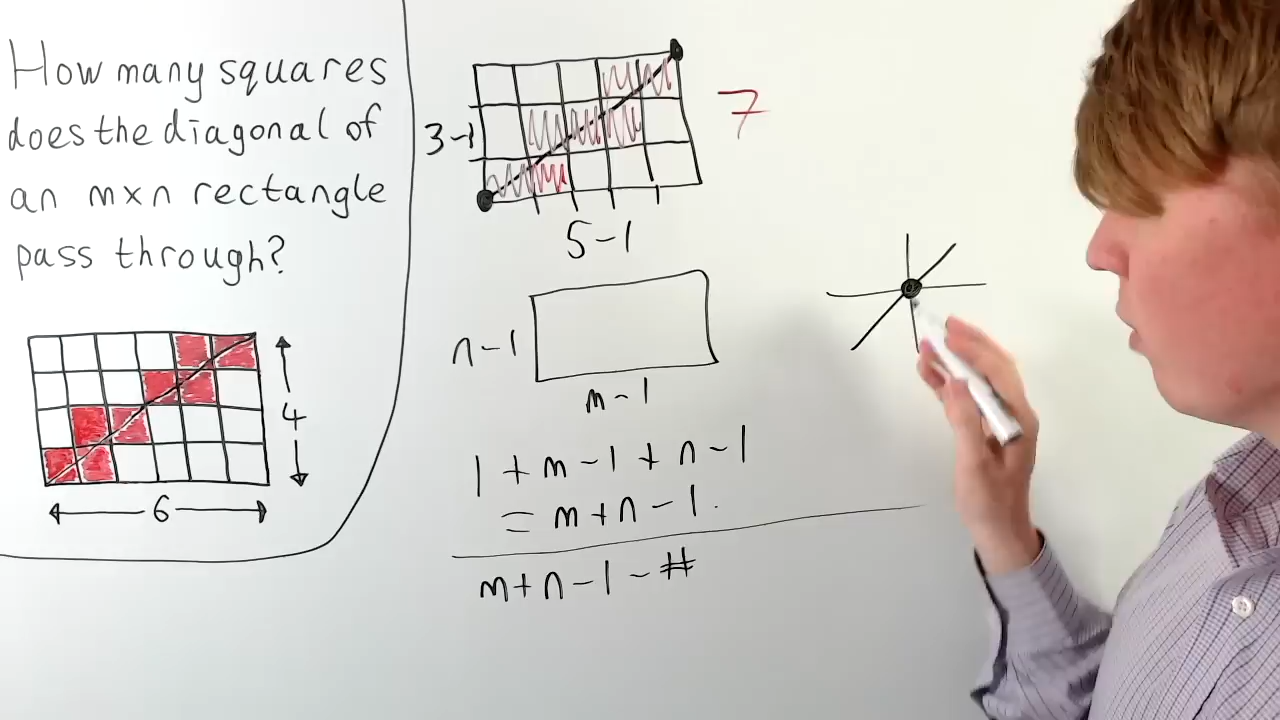 How many squares
does the diagonal of
an m×n rectangle
pass through?
4
6
3-1
7
5-1
n-1
m-1
1+m-1+n-1
=m+n-1.
m+n-1-#